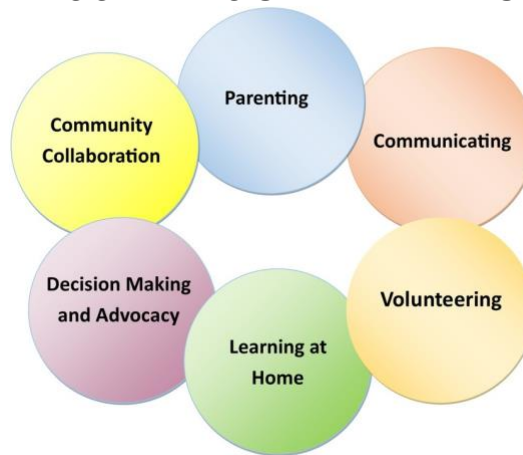 Parenting
Communicating
Volunteering
Learning at
Home
Decision Making
and Advocacy
Community
Collaboration